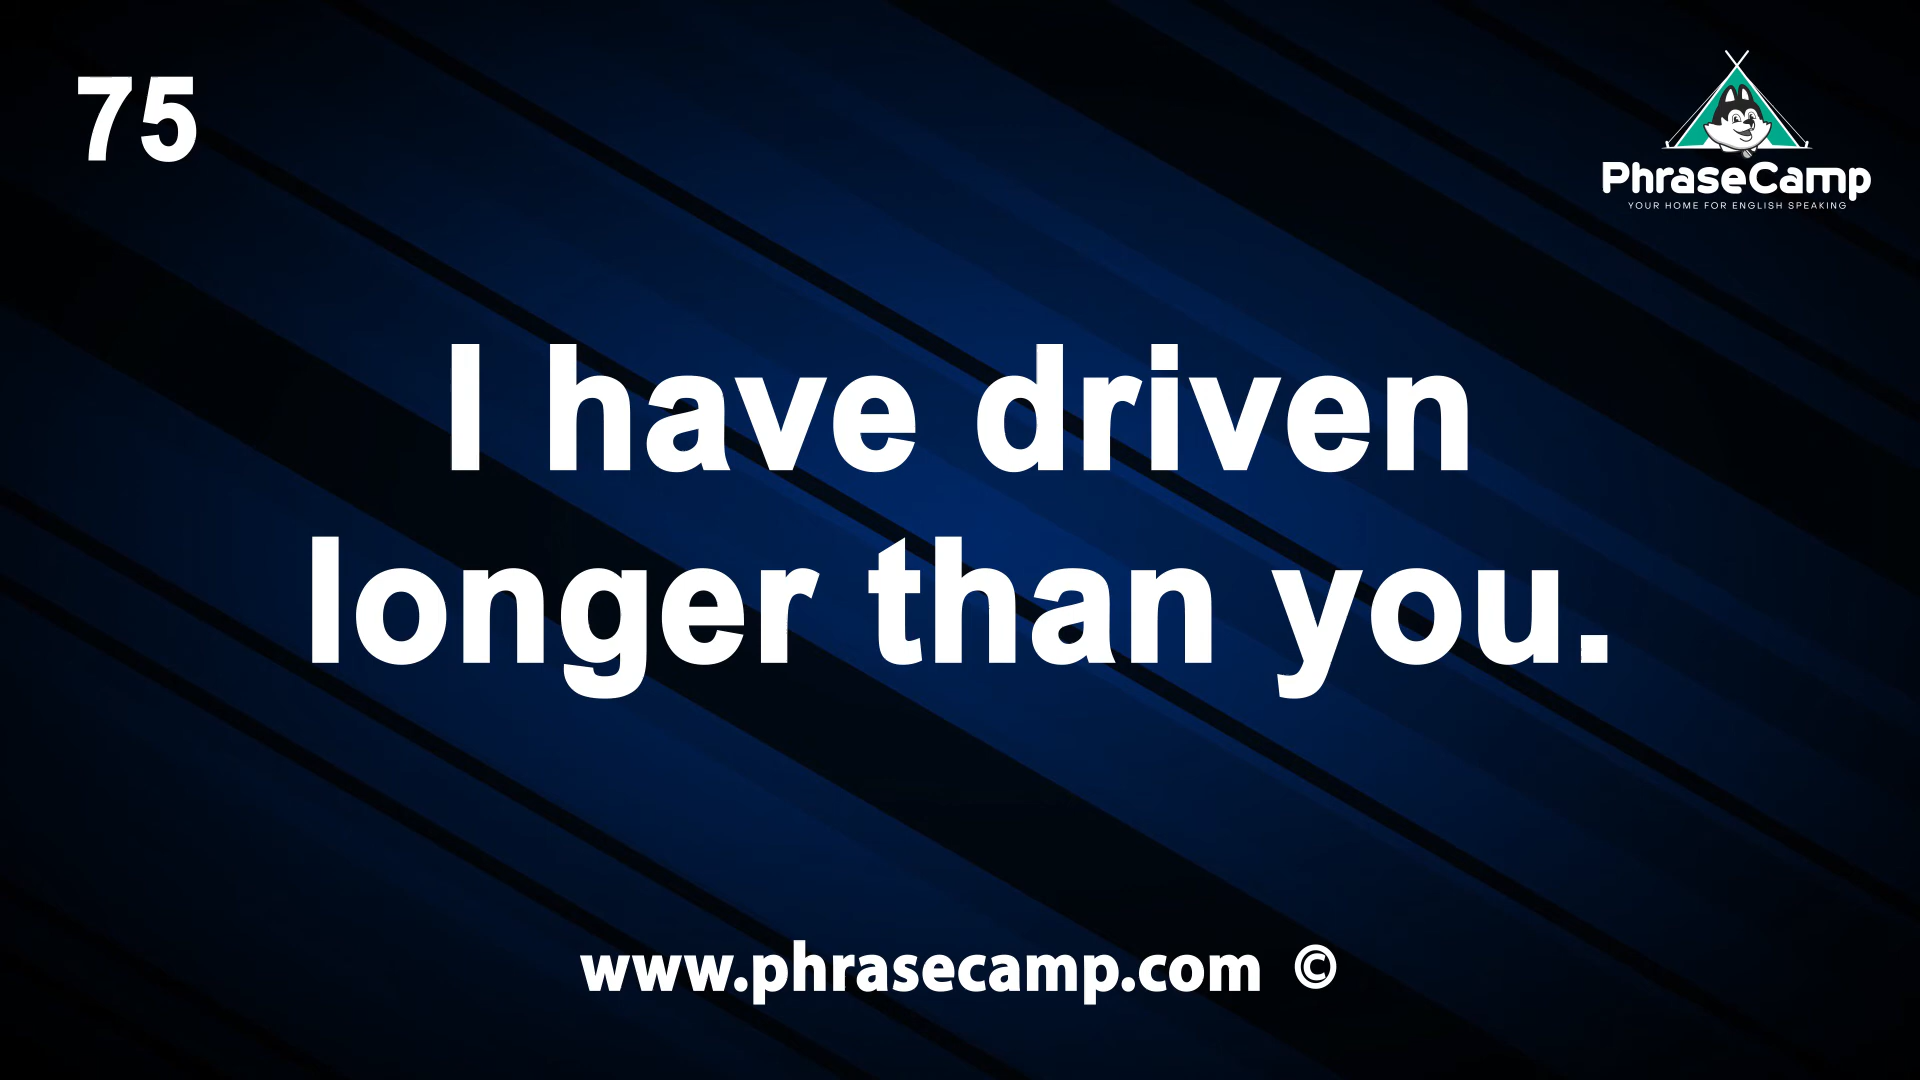 75
PhraseCamp
YOUR HOME FOR ENGLISH SPEAKING
I have driven
longer than you.
www.phrasecamp.com ©